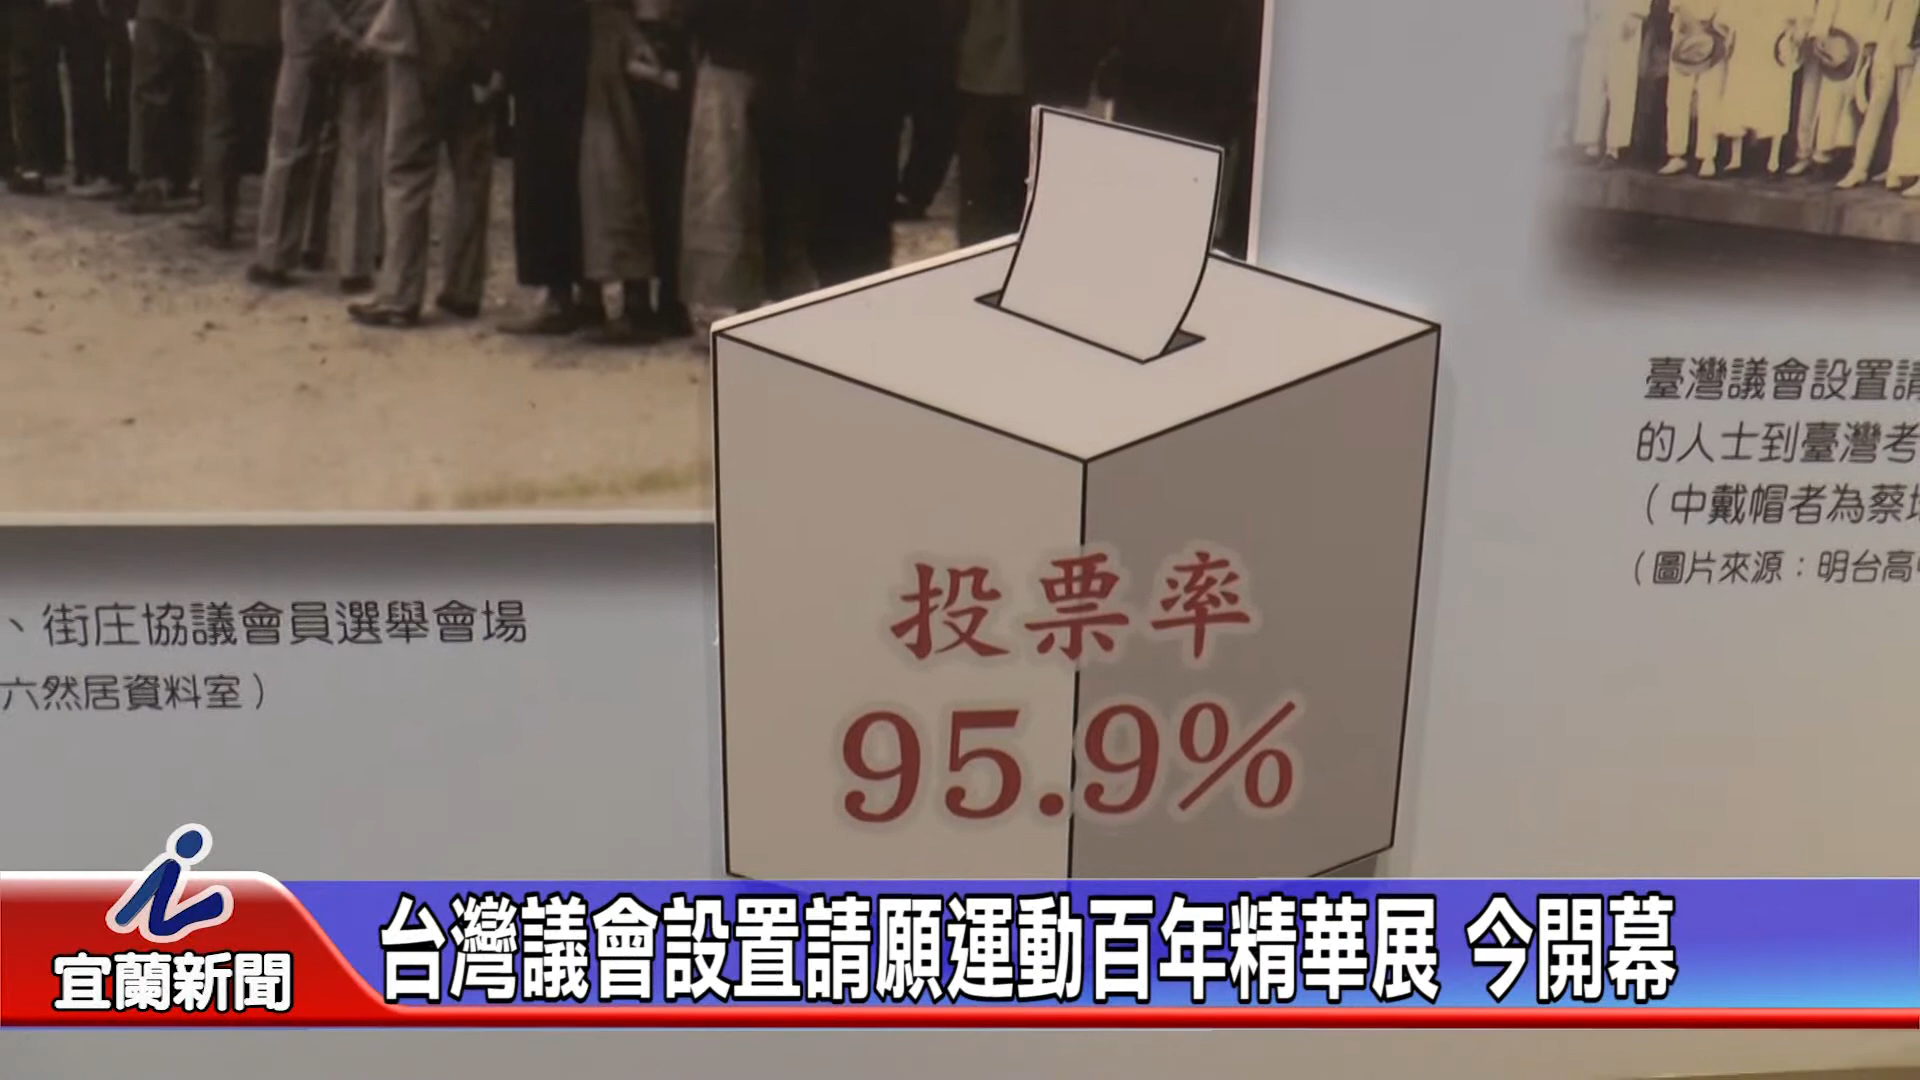 臺灣議會設置請
的人士到臺灣考
（中戴帽者為蔡
（圖片來源：明台高
、街庄協議會員選舉會場
六然居資料室）
投票率
95.9%
宜蘭新聞
台灣議會設置請願運動百年精華展 今開幕